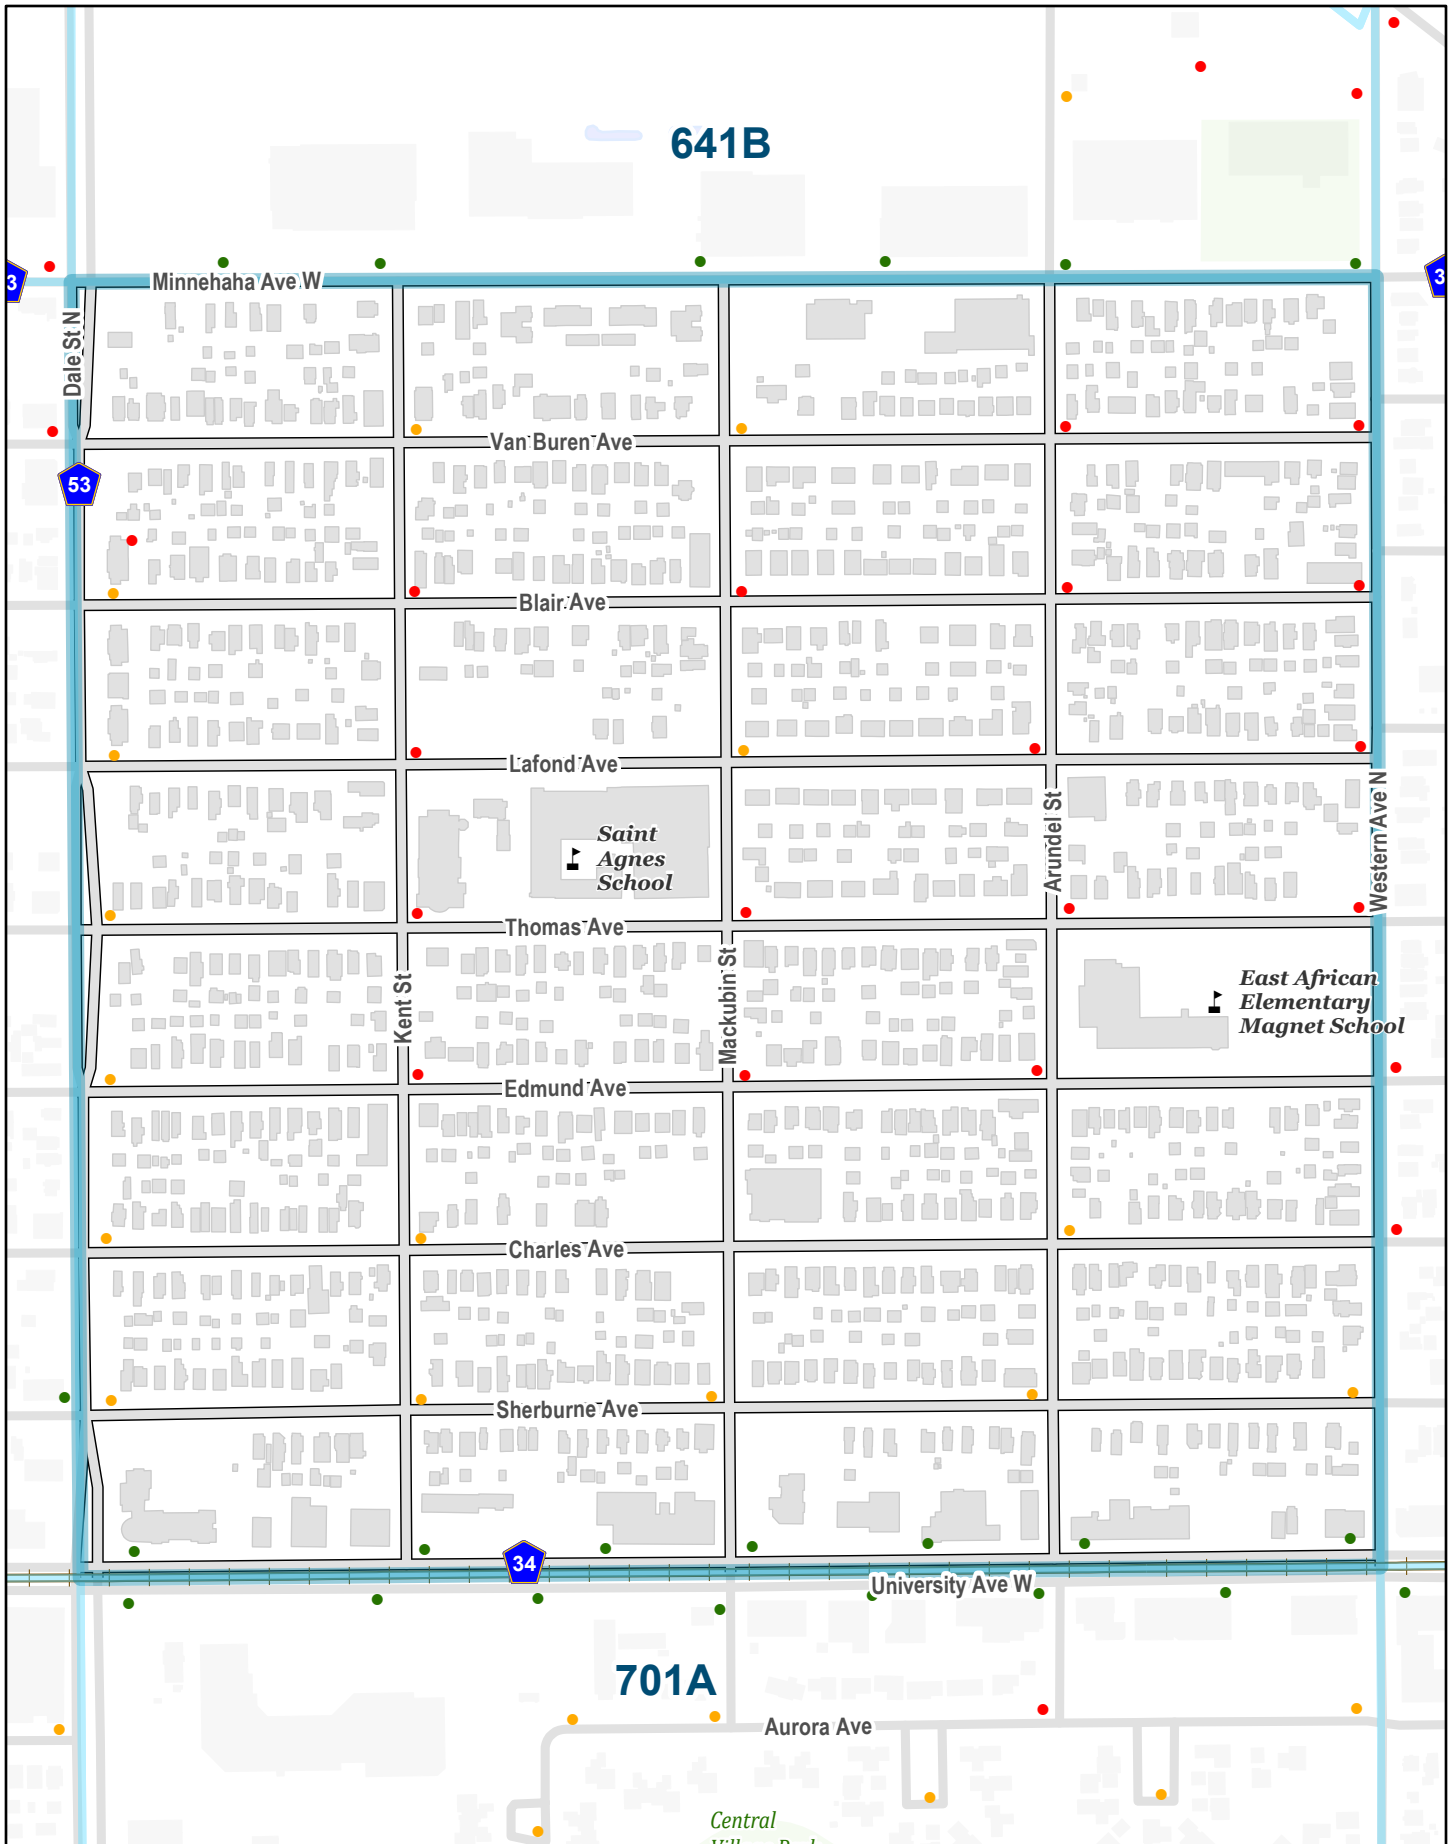 641B
3
3
Minnehaha Ave W
Dale St N
Van Buren Ave
53
Blair Ave
Lafond Ave
Saint
Agnes
School
Arundel St
Western Ave N
Thomas Ave
Kent St
Mackubin St
East African
Elementary
Magnet School
Edmund Ave
Charles Ave
Sherburne Ave
34
University Ave W
701A
Aurora Ave
Central